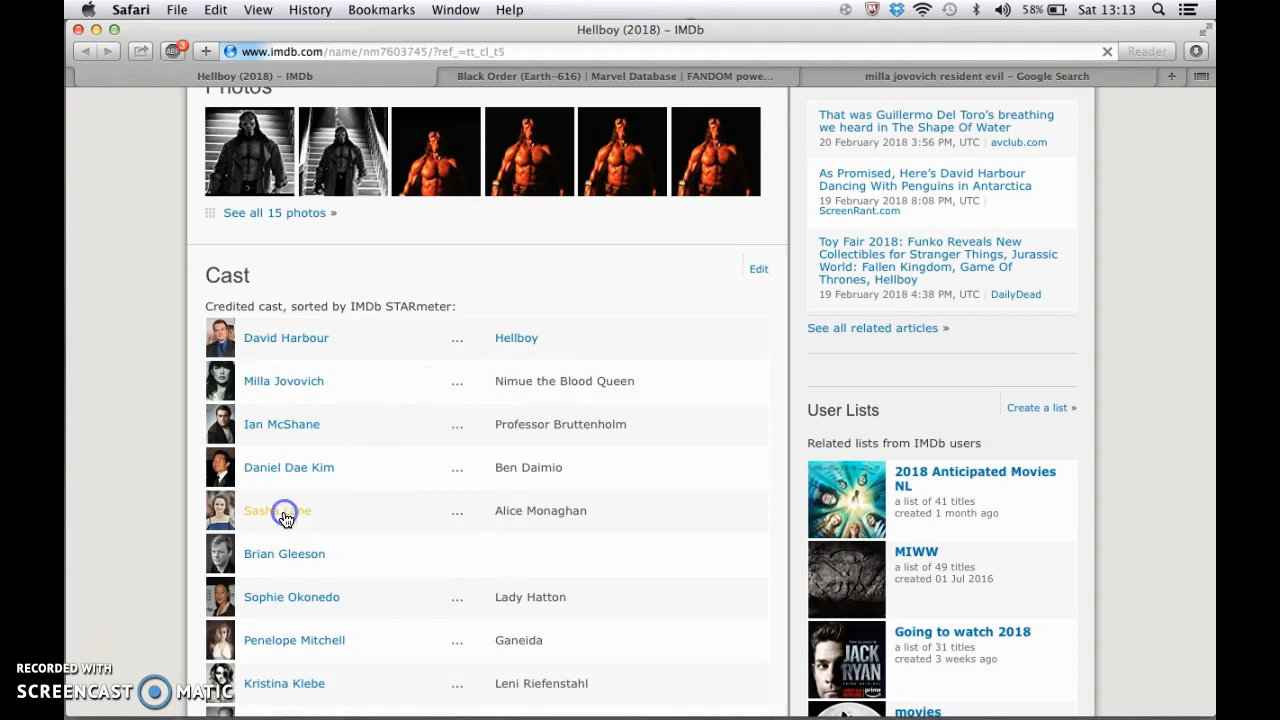 Safari File Edit View History Bookmarks Window Help 58% Sat 13:13
Hellboy (2018) – IMDb
ABP 3 www.imdb.com/name/nm7603745/?ref_=tt_cl_t5 Reader
Hellboy (2018) – IMDb
Black Order (Earth-616) | Marvel Database | FANDOM powe...
milla jovovich resident evil – Google Search
Photos
See all 15 photos »
Cast
Edit
Credited cast, sorted by IMDb STARmeter:
David Harbour ... Hellboy
Milla Jovovich ... Nimue the Blood Queen
Ian McShane ... Professor Bruttenholm
Daniel Dae Kim ... Ben Daimio
Sasha Lane ... Alice Monaghan
Brian Gleeson
Sophie Okonedo ... Lady Hatton
Penelope Mitchell ... Ganeida
Kristina Klebe ... Leni Riefenstahl
That was Guillermo Del Toro's breathing
we heard in The Shape Of Water
20 February 2018 3:56 PM, UTC | avclub.com
As Promised, Here's David Harbour
Dancing With Penguins in Antarctica
19 February 2018 8:08 PM, UTC |
ScreenRant.com
Toy Fair 2018: Funko Reveals New
Collectibles for Stranger Things, Jurassic
World: Fallen Kingdom, Game Of
Thrones, Hellboy
19 February 2018 4:38 PM, UTC | DailyDead
See all related articles »
User Lists
Create a list »
Related lists from IMDb users
2018 Anticipated Movies
NL
a list of 41 titles
created 1 month ago
MIWW
a list of 49 titles
created 01 Jul 2016
Going to watch 2018
a list of 31 titles
created 3 weeks ago
JACK
RYAN
prime
movies
RECORDED WITH
SCREENCAST MATIC